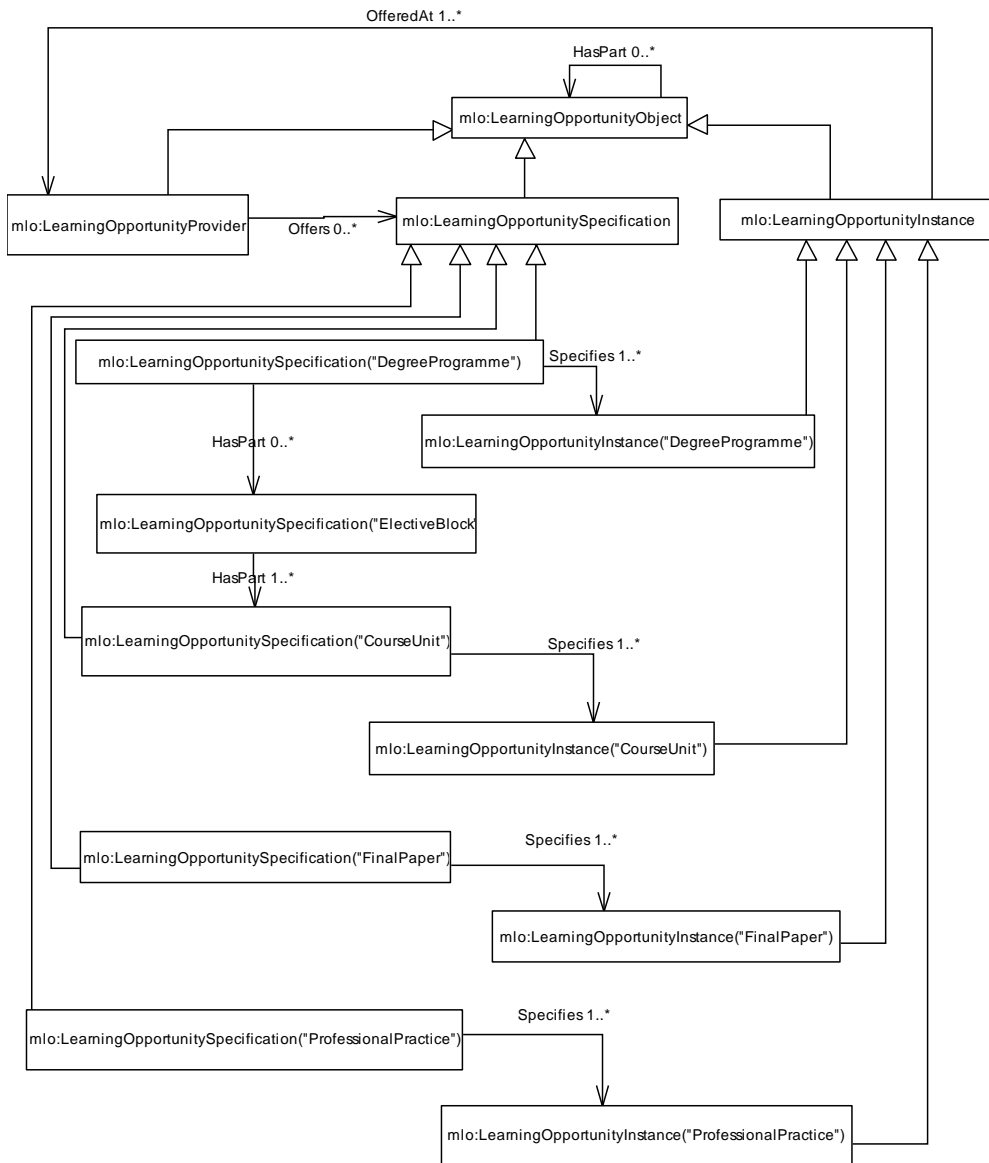 OfferedAt 1..*
HasPart 0..*
mlo:LearningOpportunityObject
mlo:LearningOpportunityProvider
Offers 0..*
mlo:LearningOpportunitySpecification
mlo:LearningOpportunityInstance
mlo:LearningOpportunitySpecification("DegreeProgramme")
Specifies 1..*
mlo:LearningOpportunityInstance("DegreeProgramme")
HasPart 0..*
mlo:LearningOpportunitySpecification("ElectiveBlock"
HasPart 1..*
mlo:LearningOpportunitySpecification("CourseUnit")
Specifies 1..*
mlo:LearningOpportunityInstance("CourseUnit")
mlo:LearningOpportunitySpecification("FinalPaper")
Specifies 1..*
mlo:LearningOpportunityInstance("FinalPaper")
mlo:LearningOpportunitySpecification("ProfessionalPractice")
Specifies 1..*
mlo:LearningOpportunityInstance("ProfessionalPractice")